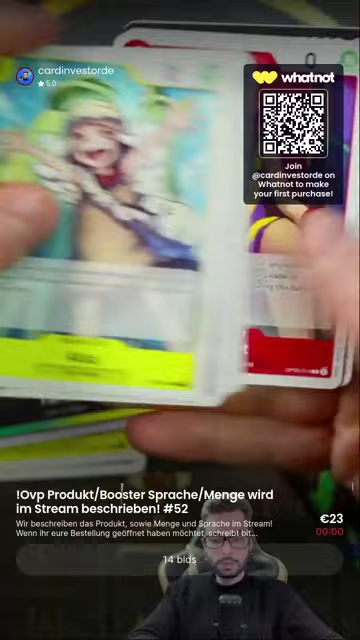 cardinvestorde
★ 5.0
whatnot
Join
@cardinvestorde on
Whatnot to make
your first purchase!
0
!Ovp Produkt/Booster Sprache/Menge wird
im Stream beschrieben! #52
€23
Wir beschreiben das Produkt, sowie Menge und Sprache im Stream!
00:00
Wenn ihr eure Bestellung geöffnet haben möchtet, schreibt bit...
14 bids